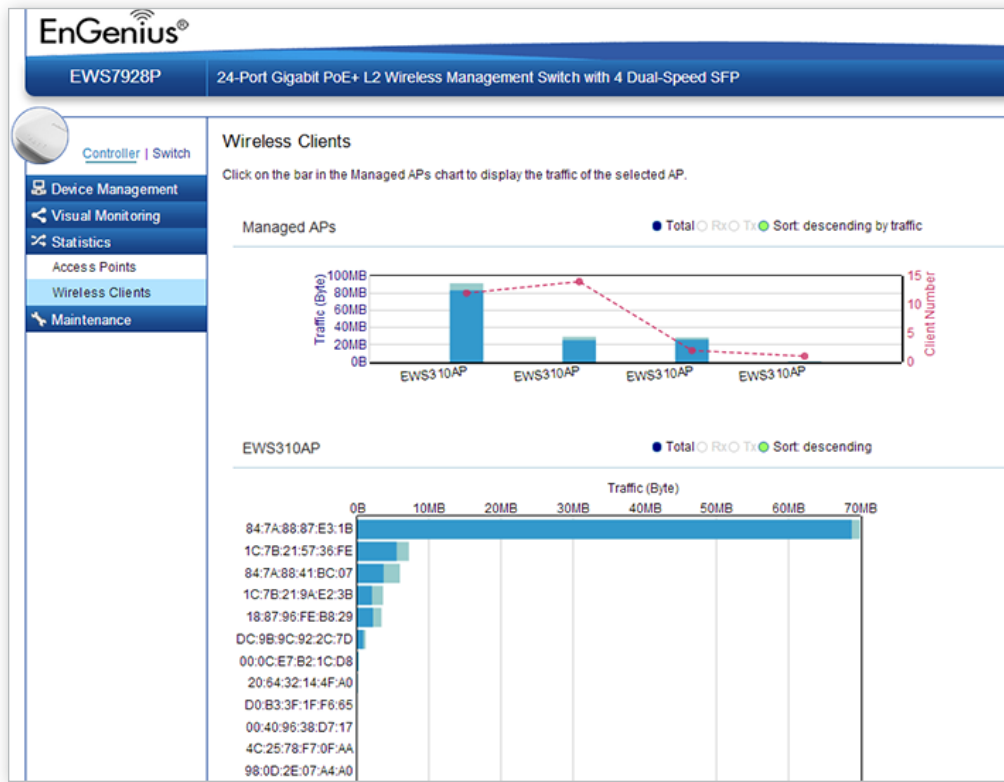 EnGenius®
EWS7928P
24-Port Gigabit PoE+ L2 Wireless Management Switch with 4 Dual-Speed SFP
Controller | Switch
Device Management
Visual Monitoring
Statistics
Access Points
Wireless Clients
Maintenance
Wireless Clients
Click on the bar in the Managed APs chart to display the traffic of the selected AP.
Managed APs
Total Rx Tx Sort: descending by traffic
Traffic (Byte)
100MB
80MB
60MB
40MB
20MB
0B
15
10
5
0
Client Number
EWS310AP EWS310AP EWS310AP EWS310AP
EWS310AP
Total Rx Tx Sort: descending
Traffic (Byte)
0B 10MB 20MB 30MB 40MB 50MB 60MB 70MB
84:7A:88:87:E3:1B
1C:7B:21:57:36:FE
84:7A:88:41:BC:07
1C:7B:21:9A:E2:3B
18:87:96:FE:B8:29
DC:9B:9C:92:2C:7D
00:0C:E7:B2:1C:D8
20:64:32:14:4F:A0
D0:B3:3F:1F:F6:65
00:40:96:38:D7:17
4C:25:78:F7:0F:AA
98:0D:2E:07:A4:A0